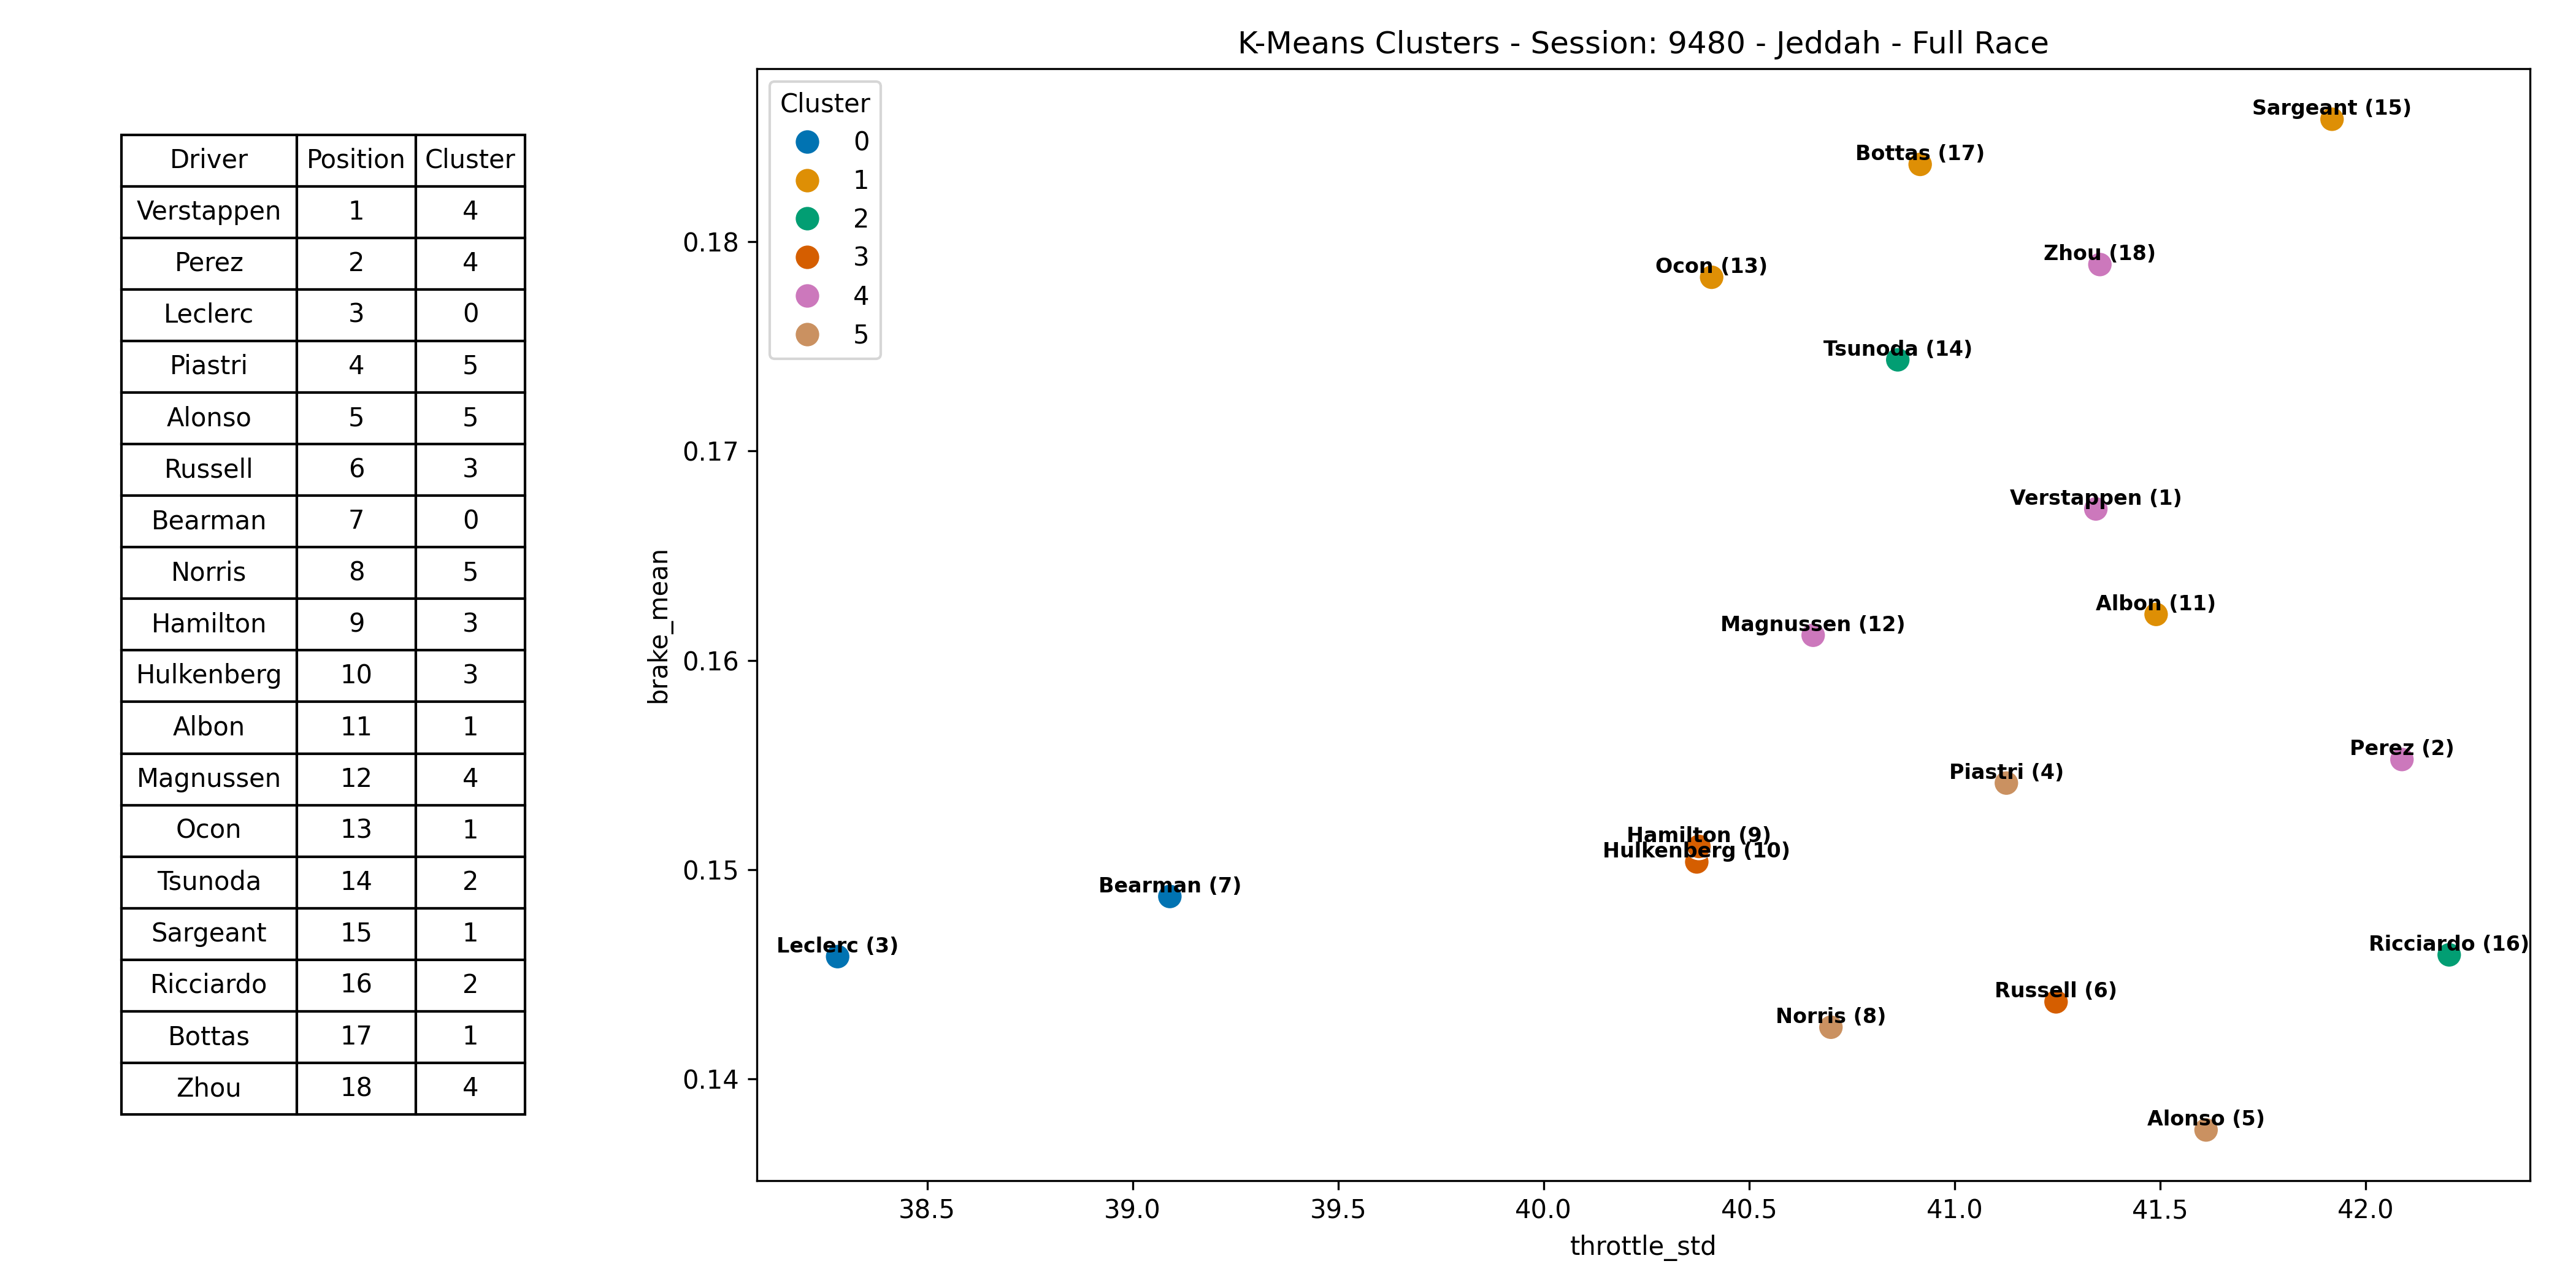 Driver Position Cluster
Verstappen 1 4
Perez 2 4
Leclerc 3 0
Piastri 4 5
Alonso 5 5
Russell 6 3
Bearman 7 0
Norris 8 5
Hamilton 9 3
Hulkenberg 10 3
Albon 11 1
Magnussen 12 4
Ocon 13 1
Tsunoda 14 2
Sargeant 15 1
Ricciardo 16 2
Bottas 17 1
Zhou 18 4
K-Means Clusters - Session: 9480 - Jeddah - Full Race
Cluster
0
1
2
3
4
5
Sargeant (15)
Bottas (17)
Zhou (18)
Ocon (13)
Tsunoda (14)
Verstappen (1)
Albon (11)
Magnussen (12)
Perez (2)
Piastri (4)
Hamilton (9)
Hulkenberg (10)
Bearman (7)
Leclerc (3)
Ricciardo (16)
Russell (6)
Norris (8)
Alonso (5)
brake_mean
0.18
0.17
0.16
0.15
0.14
38.5 39.0 39.5 40.0 40.5 41.0 41.5 42.0
throttle_std